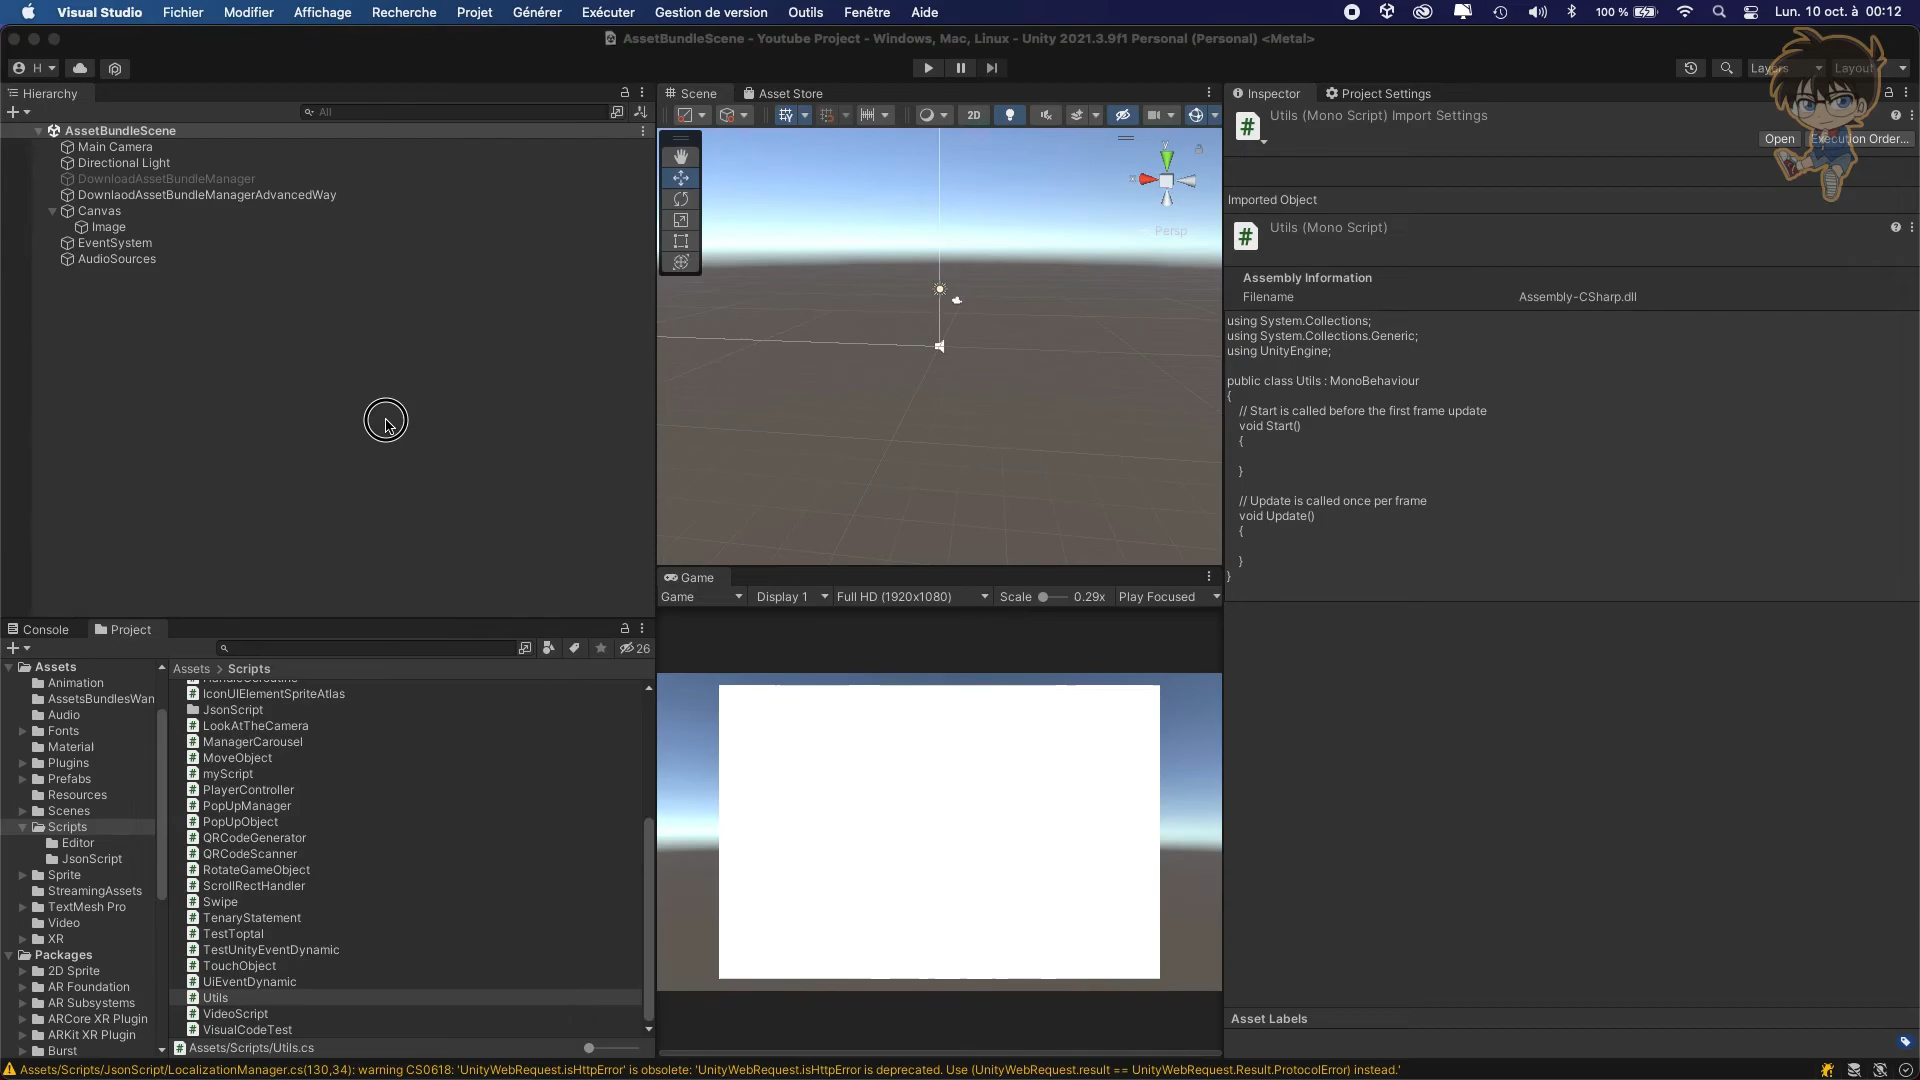 Visual Studio Fichier Modifier Affichage Recherche Projet Générer Exécuter Gestion de version Outils Fenêtre Aide 100 % Lun. 10 oct. à 00:12
AssetBundleScene - Youtube Project - Windows, Mac, Linux - Unity 2021.3.9f1 Personal (Personal) <Metal>
H Layers Layout
Hierarchy
All
AssetBundleScene
Main Camera
Directional Light
DownloadAssetBundleManager
DownlaodAssetBundleManagerAdvancedWay
Canvas
Image
EventSystem
AudioSources
Scene Asset Store
2D
y
x
Persp
Game
Game Display 1 Full HD (1920x1080) Scale 0.29x Play Focused
Inspector Project Settings
Utils (Mono Script) Import Settings
Open Execution Order...
Imported Object
Utils (Mono Script)
Assembly Information
Filename Assembly-CSharp.dll
using System.Collections;
using System.Collections.Generic;
using UnityEngine;
public class Utils : MonoBehaviour
{
// Start is called before the first frame update
void Start()
{
}
// Update is called once per frame
void Update()
{
}
}
Asset Labels
Console Project
26
Assets
Animation
AssetsBundlesWan
Audio
Fonts
Material
Plugins
Prefabs
Resources
Scenes
Scripts
Editor
JsonScript
Sprite
StreamingAssets
TextMesh Pro
Video
XR
Packages
2D Sprite
AR Foundation
AR Subsystems
ARCore XR Plugin
ARKit XR Plugin
Burst
Assets > Scripts
HandleCoroutine
IconUIElementSpriteAtlas
JsonScript
LookAtTheCamera
ManagerCarousel
MoveObject
myScript
PlayerController
PopUpManager
PopUpObject
QRCodeGenerator
QRCodeScanner
RotateGameObject
ScrollRectHandler
Swipe
TenaryStatement
TestToptal
TestUnityEventDynamic
TouchObject
UiEventDynamic
Utils
VideoScript
VisualCodeTest
Assets/Scripts/Utils.cs
Assets/Scripts/JsonScript/LocalizationManager.cs(130,34): warning CS0618: 'UnityWebRequest.isHttpError' is obsolete: 'UnityWebRequest.isHttpError is deprecated. Use (UnityWebRequest.result == UnityWebRequest.Result.ProtocolError) instead.'